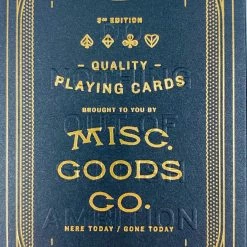 3RD EDITION
- QUALITY -
PLAYING CARDS
BROUGHT TO YOU BY
MISC.
GOODS
CO.
HERE TODAY / GONE TODAY